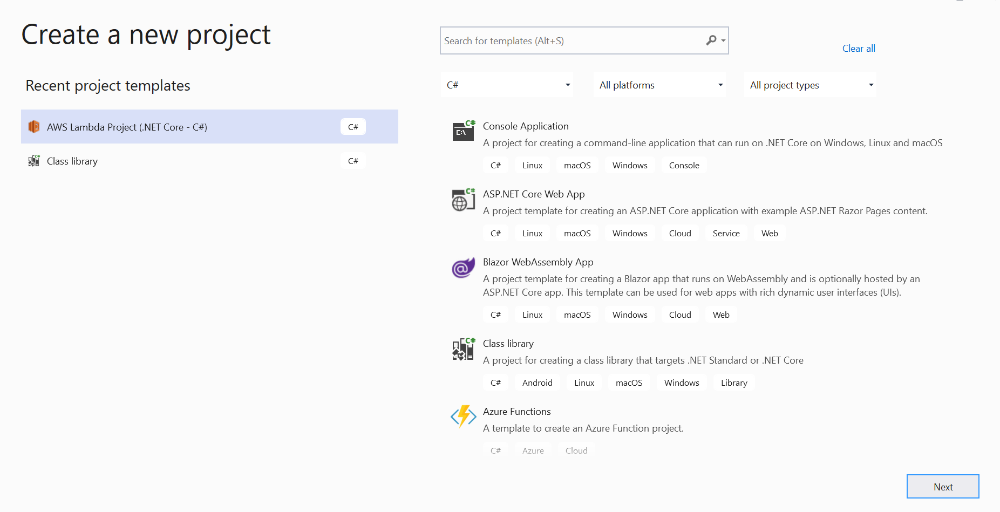 Create a new project
Recent project templates
AWS Lambda Project (.NET Core - C#) C#
Class library C#
Search for templates (Alt+S)
Clear all
C# All platforms All project types
C#
Console Application
C:\
A project for creating a command-line application that can run on .NET Core on Windows, Linux and macOS
C# Linux macOS Windows Console
C#
ASP.NET Core Web App
A project template for creating an ASP.NET Core application with example ASP.NET Razor Pages content.
C# Linux macOS Windows Cloud Service Web
@
Blazor WebAssembly App
A project template for creating a Blazor app that runs on WebAssembly and is optionally hosted by an
ASP.NET Core app. This template can be used for web apps with rich dynamic user interfaces (UIs).
C# Linux macOS Windows Cloud Web
C#
Class library
A project for creating a class library that targets .NET Standard or .NET Core
C# Android Linux macOS Windows Library
Azure Functions
A template to create an Azure Function project.
C# Azure Cloud
Next